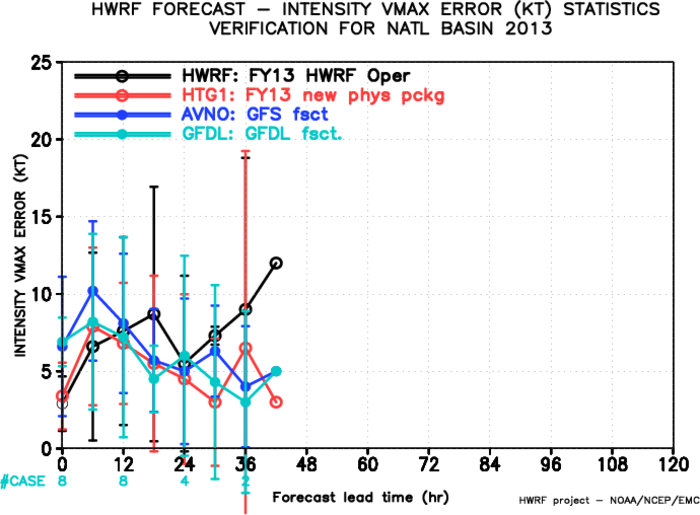 HWRF FORECAST – INTENSITY VMAX ERROR (KT) STATISTICS
VERIFICATION FOR NATL BASIN 2013
HWRF: FY13 HWRF Oper
HTG1: FY13 new phys pckg
AVNO: GFS fsct
GFDL: GFDL fsct.
INTENSITY VMAX ERROR (KT)
25
20
15
10
5
0
0 12 24 36 48 60 72 84 96 108 120
#CASE 8 8 4 2
Forecast lead time (hr)
HWRF project – NOAA/NCEP/EMC